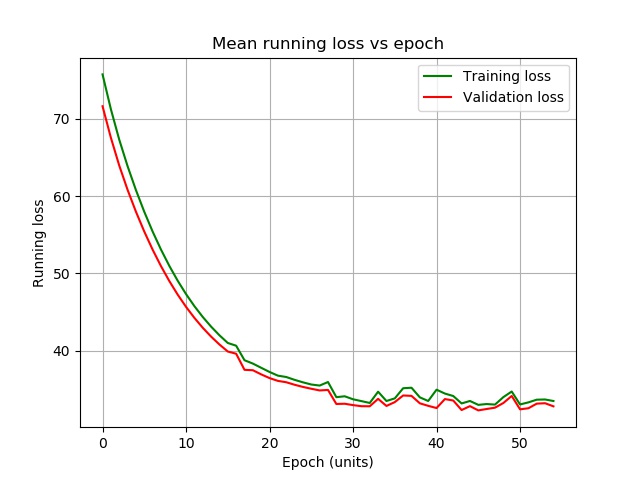 Mean running loss vs epoch
Training loss
Validation loss
70
60
50
40
Running loss
0 10 20 30 40 50
Epoch (units)